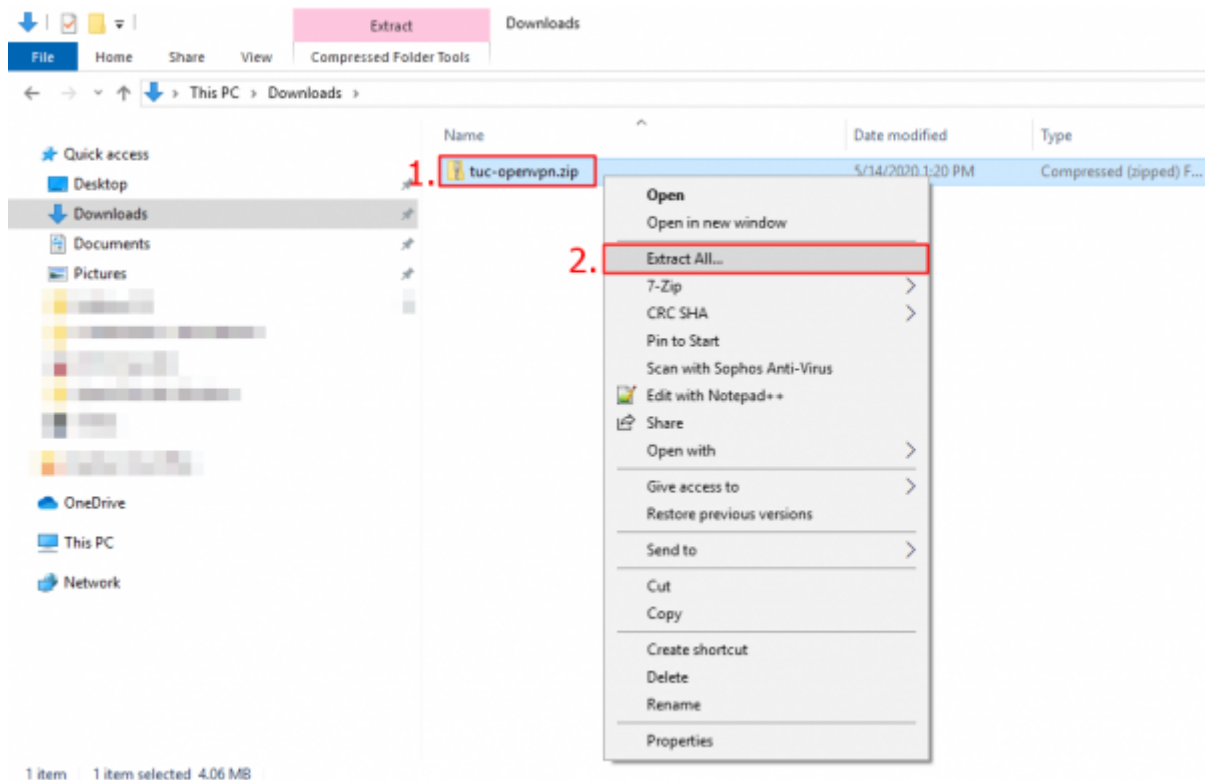 Extract
Downloads
File
Home
Share
View
Compressed Folder Tools
This PC
Downloads
Name
Date modified
Type
Quick access
Desktop
Downloads
Documents
Pictures
OneDrive
This PC
Network
1.
tuc-openvpn.zip
5/14/2020 1:20 PM
Compressed (zipped) F...
Open
Open in new window
2.
Extract All...
7-Zip
CRC SHA
Pin to Start
Scan with Sophos Anti-Virus
Edit with Notepad++
Share
Open with
Give access to
Restore previous versions
Send to
Cut
Copy
Create shortcut
Delete
Rename
Properties
1 item
1 item selected 4.06 MB